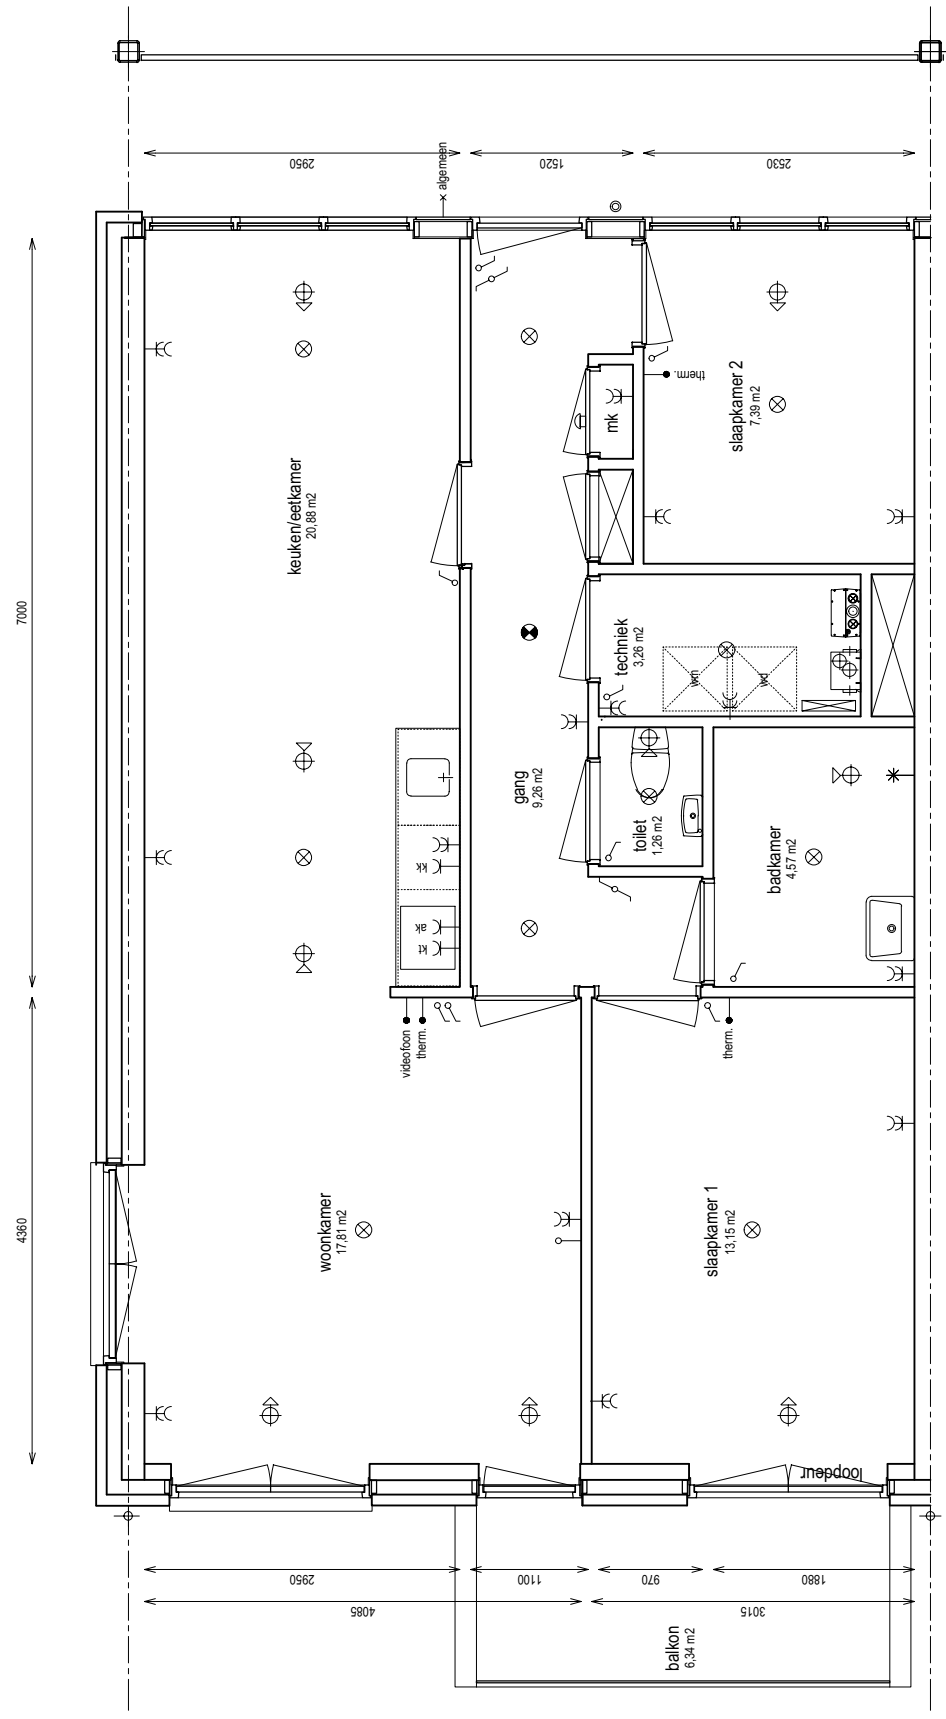 2950
1520
2530
algemeen
7000
4360
keuken/eetkamer
20,88 m2
slaapkamer 2
7,39 m2
therm.
mk
techniek
3,26 m2
wm
wd
gang
9,26 m2
toilet
1,26 m2
badkamer
4,57 m2
kk
ak
kt
videofoon
therm.
therm.
woonkamer
17,81 m2
slaapkamer 1
13,15 m2
loopdeur
2950
1100
970
1880
4085
3015
balkon
6,34 m2